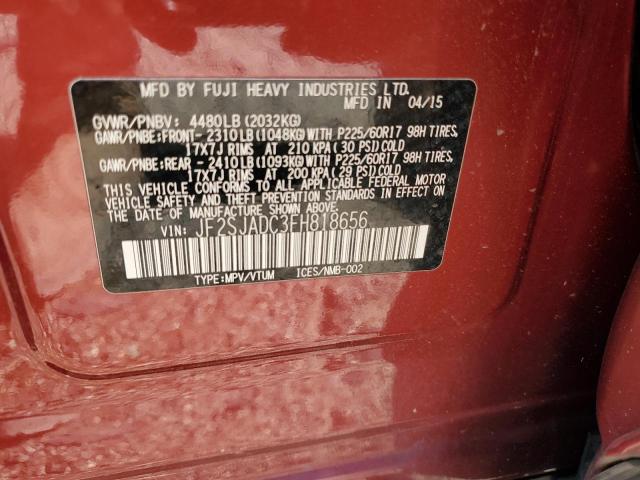 MFD BY FUJI HEAVY INDUSTRIES LTD.
MFD IN 04/15
GVWR/PNBV: 4480LB (2032KG)
GAWR/PNBE:FRONT- 2310LB (1048KG) WITH P225/60R17 98H TIRES,
17X7J RIMS AT 210 KPA (30 PSI) COLD
GAWR/PNBE:REAR - 2410LB (1093KG) WITH P225/60R17 98H TIRES,
17X7J RIMS AT 200 KPA (29 PSI) COLD
THIS VEHICLE CONFORMS TO ALL APPLICABLE FEDERAL MOTOR
VEHICLE SAFETY AND THEFT PREVENTION STANDARDS IN EFFECT ON
THE DATE OF MANUFACTURE SHOWN ABOVE.
VIN: JF2SJADC3FH818656
TYPE:MPV/VTUM ICES/NMB-002